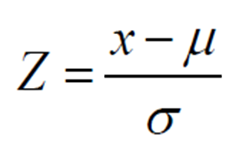 Z = (x − μ) / σ